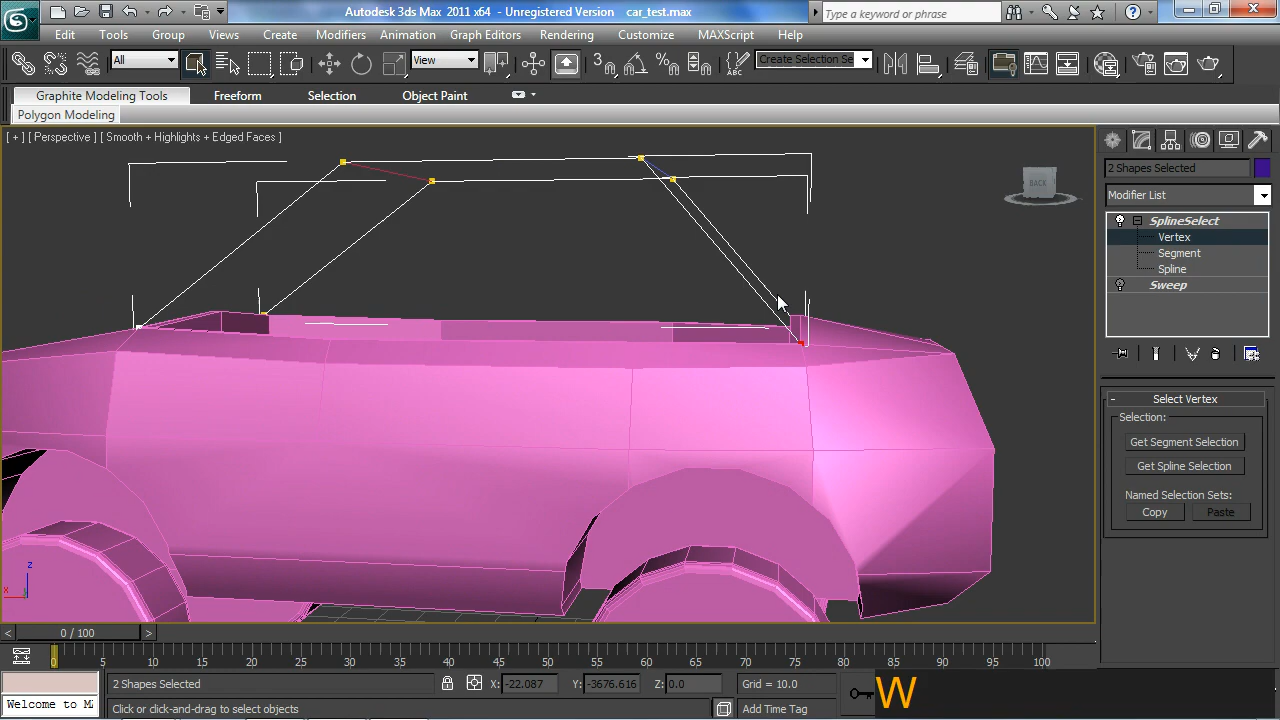 Autodesk 3ds Max 2011 x64 - Unregistered Version car_test.max
Type a keyword or phrase
Edit Tools Group Views Create Modifiers Animation Graph Editors Rendering Customize MAXScript Help
All View 3 Create Selection Se
Graphite Modeling Tools Freeform Selection Object Paint
Polygon Modeling
[ + ] [ Perspective ] [ Smooth + Highlights + Edged Faces ]
BACK
2 Shapes Selected
Modifier List
SplineSelect
Vertex
Segment
Spline
Sweep
- Select Vertex
Selection:
Get Segment Selection
Get Spline Selection
Named Selection Sets:
Copy Paste
z
x
< 0 / 100 >
0 5 10 15 20 25 30 35 40 45 50 55 60 65 70 75 80 85 90 95 100
2 Shapes Selected X: -22.087 Y: -3676.616 Z: 0.0 Grid = 10.0
Welcome to M Click or click-and-drag to select objects Add Time Tag
W